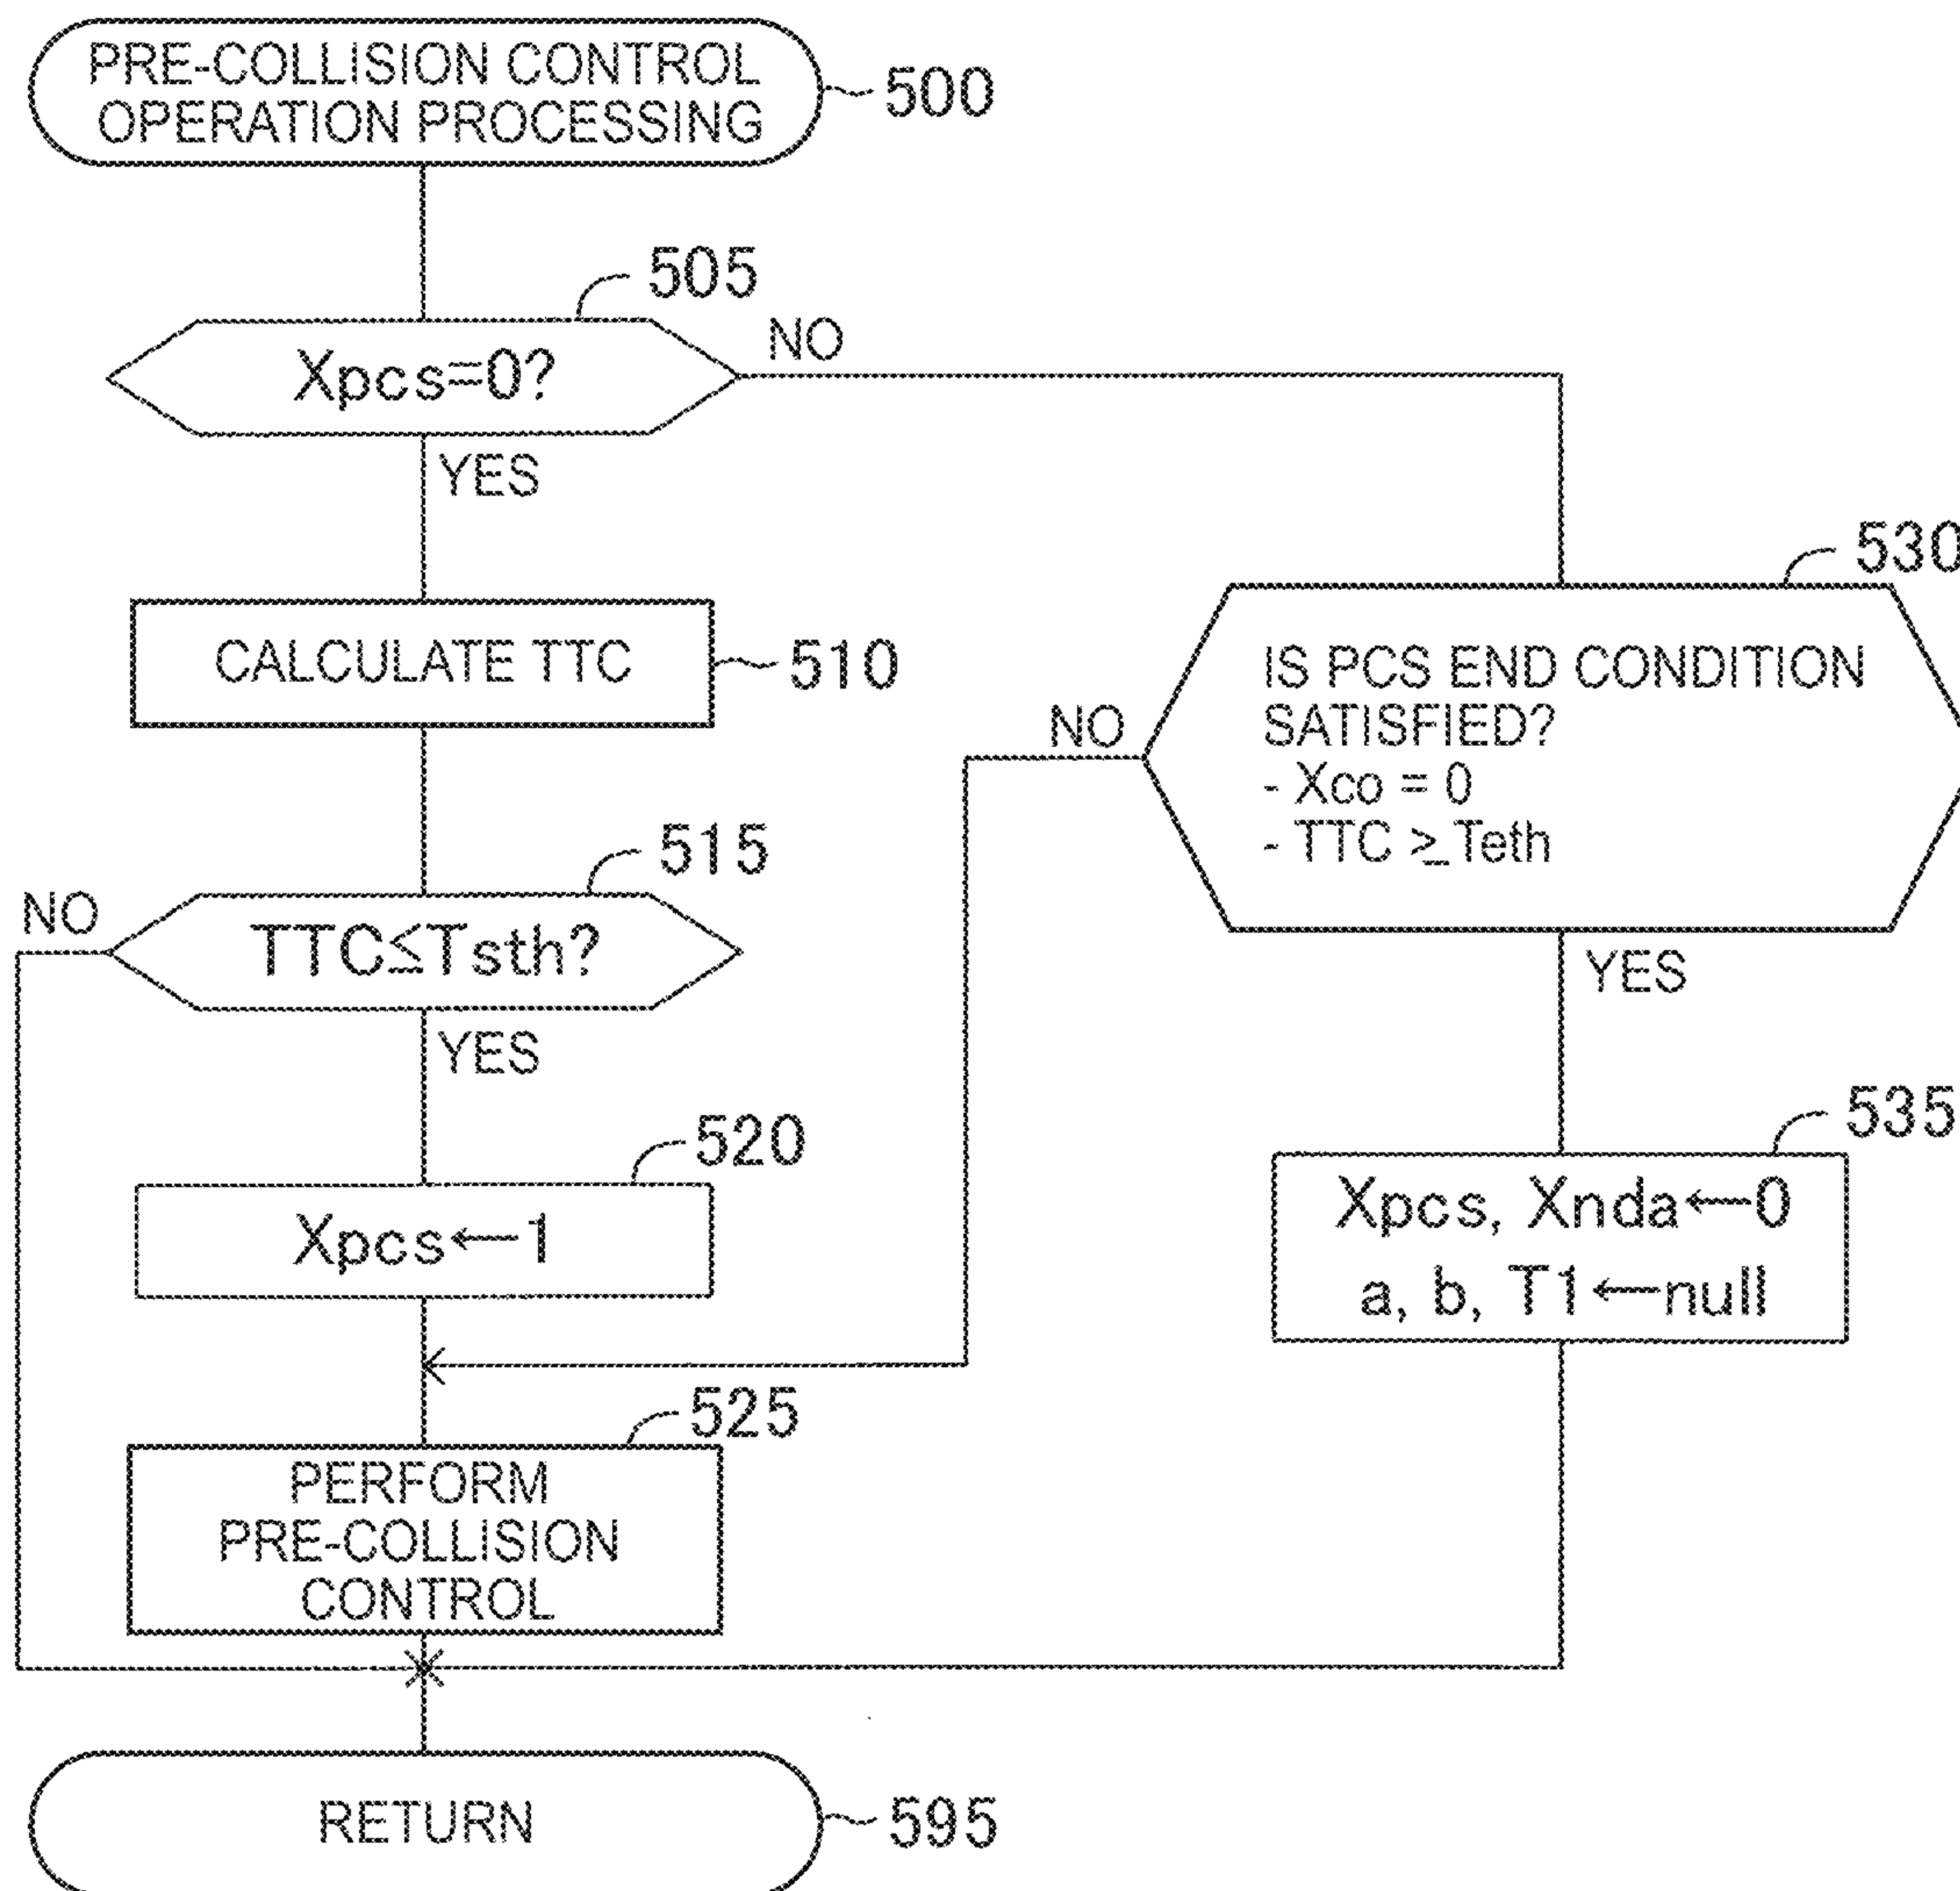 PRE-COLLISION CONTROL
OPERATION PROCESSING
500
505
Xpcs=0?
NO
YES
CALCULATE TTC
510
515
NO
TTC≦Tsth?
YES
520
Xpcs←1
525
PERFORM
PRE-COLLISION
CONTROL
530
IS PCS END CONDITION
SATISFIED?
- Xco = 0
- TTC ≥ Teth
NO
YES
535
Xpcs, Xnda←0
a, b, T1←null
RETURN
595